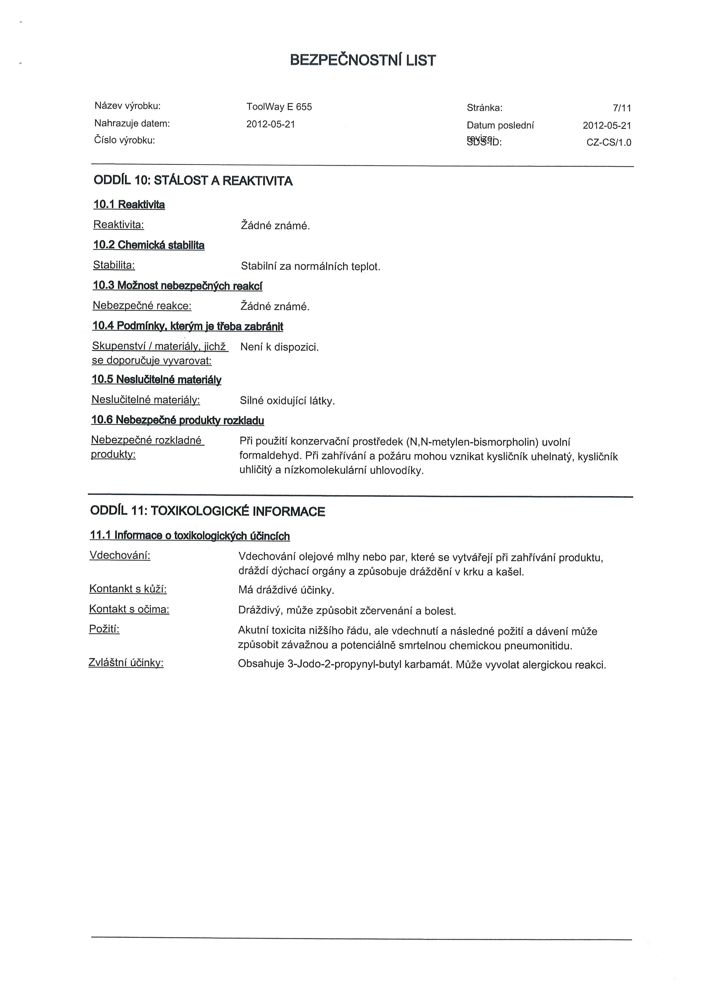 BEZPEČNOSTNÍ LIST
Název výrobku: ToolWay E 655 Stránka: 7/11
Nahrazuje datem: 2012-05-21 Datum poslední 2012-05-21
revize:
Číslo výrobku: SDS-ID: CZ-CS/1.0
ODDÍL 10: STÁLOST A REAKTIVITA
10.1 Reaktivita
Reaktivita: Žádné známé.
10.2 Chemická stabilita
Stabilita: Stabilní za normálních teplot.
10.3 Možnost nebezpečných reakcí
Nebezpečné reakce: Žádné známé.
10.4 Podmínky, kterým je třeba zabránit
Skupenství / materiály, jichž Není k dispozici.
se doporučuje vyvarovat:
10.5 Neslučitelné materiály
Neslučitelné materiály: Silné oxidující látky.
10.6 Nebezpečné produkty rozkladu
Nebezpečné rozkladné Při použití konzervační prostředek (N,N-metylen-bismorpholin) uvolní
produkty: formaldehyd. Při zahřívání a požáru mohou vznikat kysličník uhelnatý, kysličník
uhličitý a nízkomolekulární uhlovodíky.
ODDÍL 11: TOXIKOLOGICKÉ INFORMACE
11.1 Informace o toxikologických účincích
Vdechování: Vdechování olejové mlhy nebo par, které se vytvářejí při zahřívání produktu,
dráždí dýchací orgány a způsobuje dráždění v krku a kašel.
Kontankt s kůží: Má dráždivé účinky.
Kontakt s očima: Dráždivý, může způsobit zčervenání a bolest.
Požití: Akutní toxicita nižšího řádu, ale vdechnutí a následné požití a dávení může
způsobit závažnou a potenciálně smrtelnou chemickou pneumonitidu.
Zvláštní účinky: Obsahuje 3-Jodo-2-propynyl-butyl karbamát. Může vyvolat alergickou reakci.